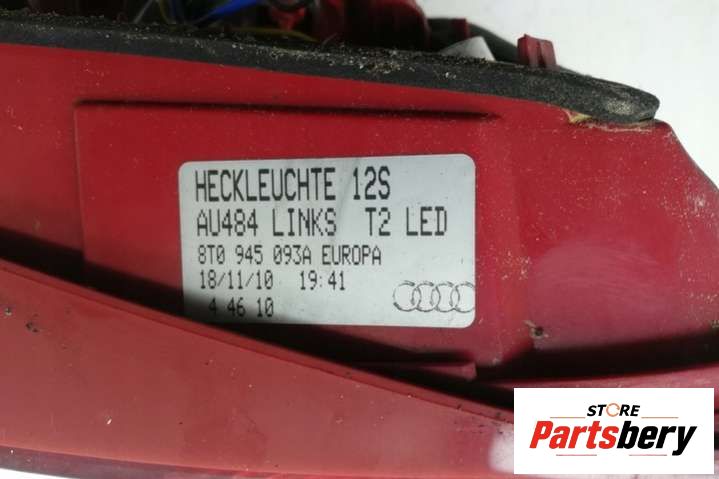 HECKLEUCHTE 12S
AU484 LINKS T2 LED
8T0 945 093A EUROPA
18/11/10 19:41
4 46 10
STORE
Partsbery